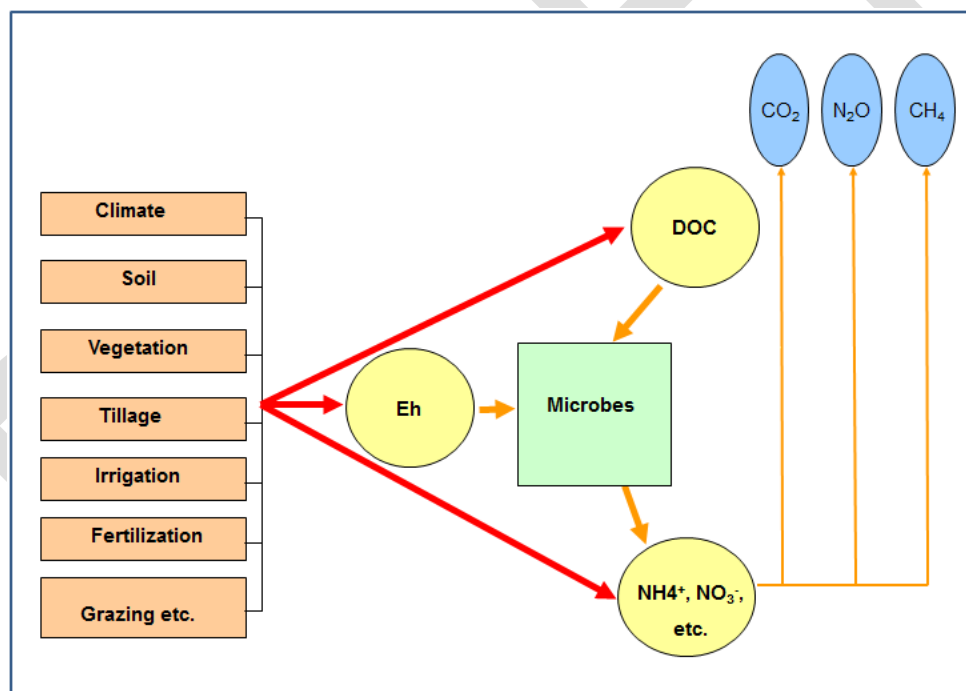 Climate
Soil
Vegetation
Tillage
Irrigation
Fertilization
Grazing etc.
Eh
DOC
Microbes
NH4⁺, NO₃⁻,
etc.
CO₂
N₂O
CH₄